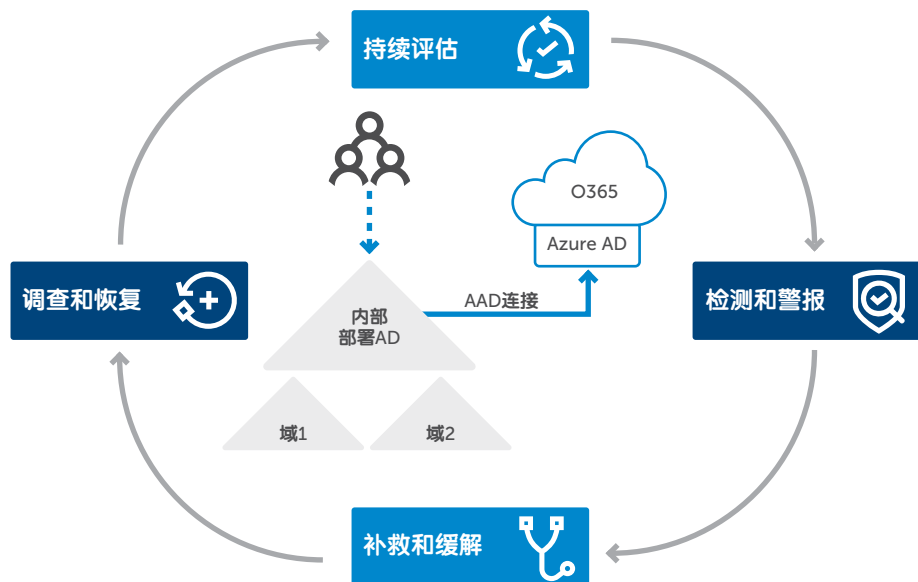 持续评估
O365
Azure AD
调查和恢复
AAD连接
检测和警报
内部
部署AD
域1
域2
补救和缓解